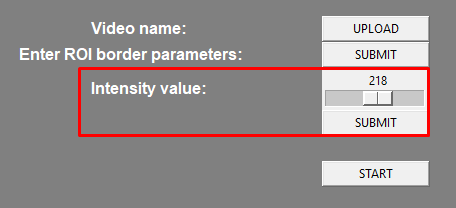 Video name: UPLOAD
Enter ROI border parameters: SUBMIT
218
Intensity value:
SUBMIT
START